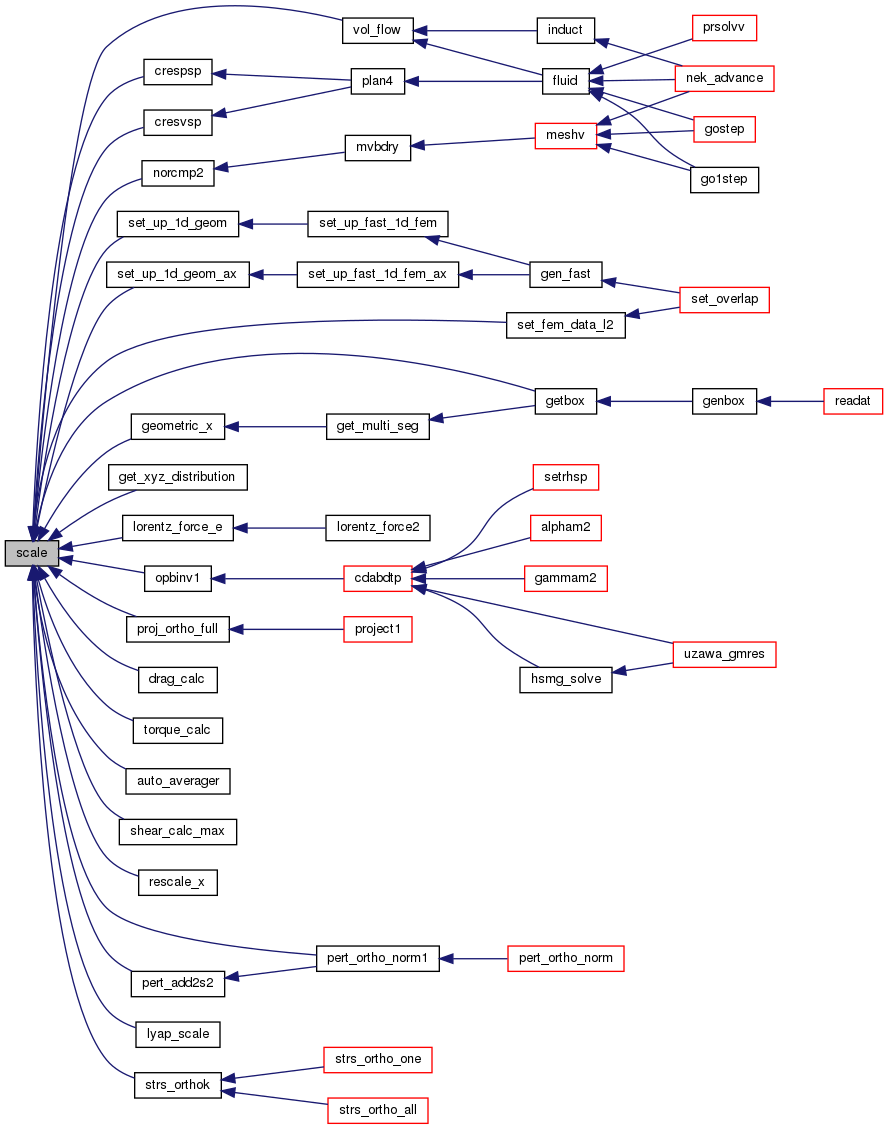 vol_flow
induct
prsolvv
crespsp
plan4
fluid
nek_advance
cresvsp
mvbdry
meshv
gostep
norcmp2
go1step
set_up_1d_geom
set_up_fast_1d_fem
set_up_1d_geom_ax
set_up_fast_1d_fem_ax
gen_fast
set_overlap
set_fem_data_l2
getbox
genbox
readat
geometric_x
get_multi_seg
get_xyz_distribution
setrhsp
lorentz_force_e
lorentz_force2
alpham2
scale
opbinv1
cdabdtp
gammam2
proj_ortho_full
project1
uzawa_gmres
drag_calc
hsmg_solve
torque_calc
auto_averager
shear_calc_max
rescale_x
pert_ortho_norm1
pert_ortho_norm
pert_add2s2
lyap_scale
strs_ortho_one
strs_orthok
strs_ortho_all